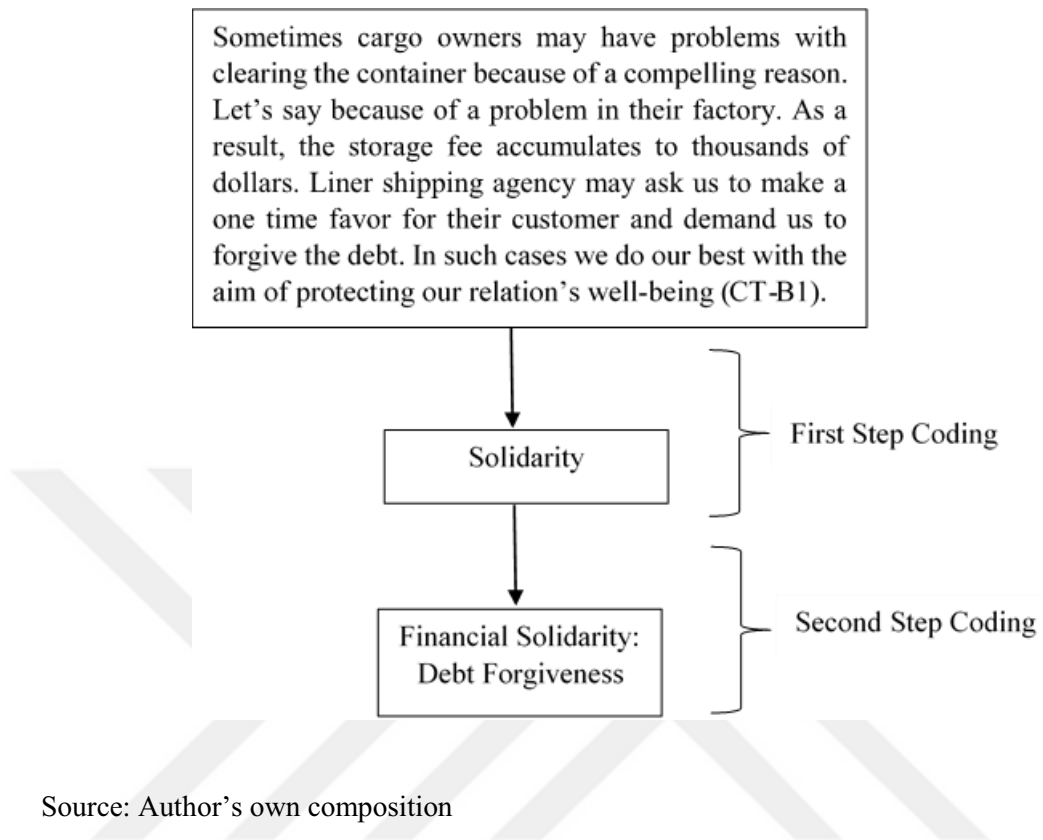 Sometimes cargo owners may have problems with
clearing the container because of a compelling reason.
Let’s say because of a problem in their factory. As a
result, the storage fee accumulates to thousands of
dollars. Liner shipping agency may ask us to make a
one time favor for their customer and demand us to
forgive the debt. In such cases we do our best with the
aim of protecting our relation’s well-being (CT-B1).
First Step Coding
Solidarity
Second Step Coding
Financial Solidarity:
Debt Forgiveness
Source: Author’s own composition